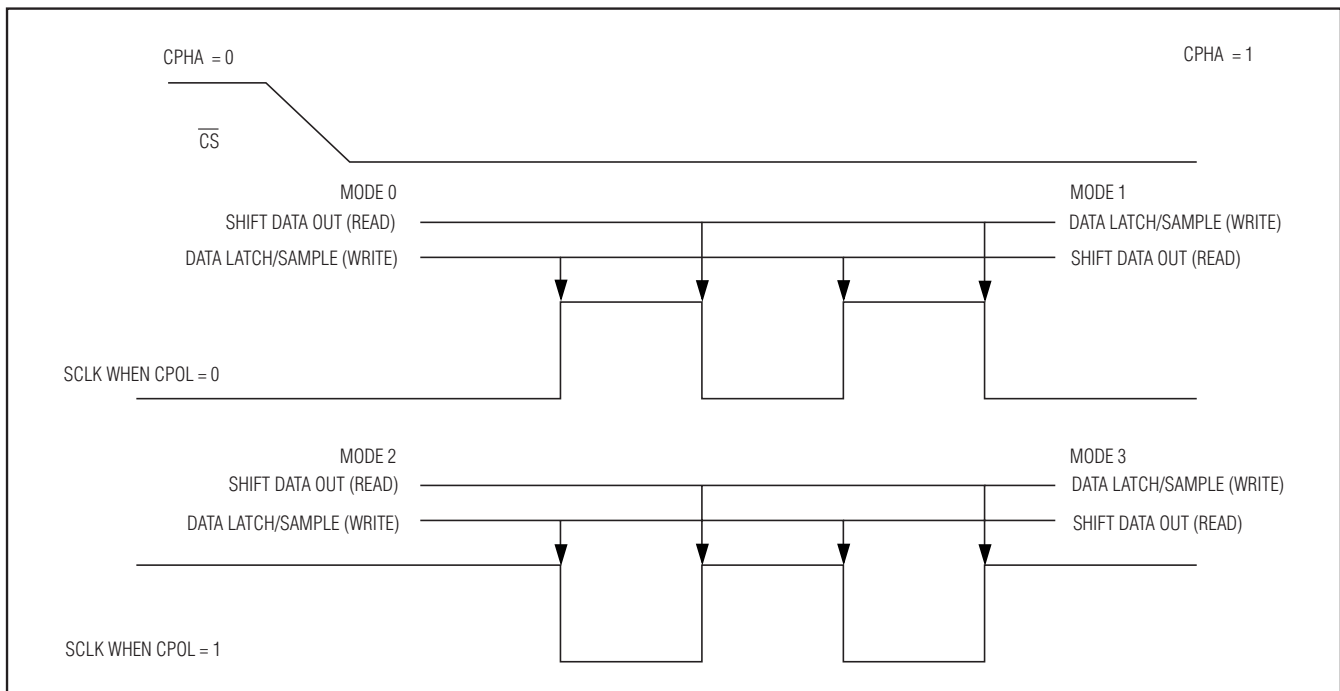 CPHA = 0
CPHA = 1
CS
MODE 0
MODE 1
SHIFT DATA OUT (READ)
DATA LATCH/SAMPLE (WRITE)
DATA LATCH/SAMPLE (WRITE)
SHIFT DATA OUT (READ)
SCLK WHEN CPOL = 0
MODE 2
MODE 3
SHIFT DATA OUT (READ)
DATA LATCH/SAMPLE (WRITE)
DATA LATCH/SAMPLE (WRITE)
SHIFT DATA OUT (READ)
SCLK WHEN CPOL = 1